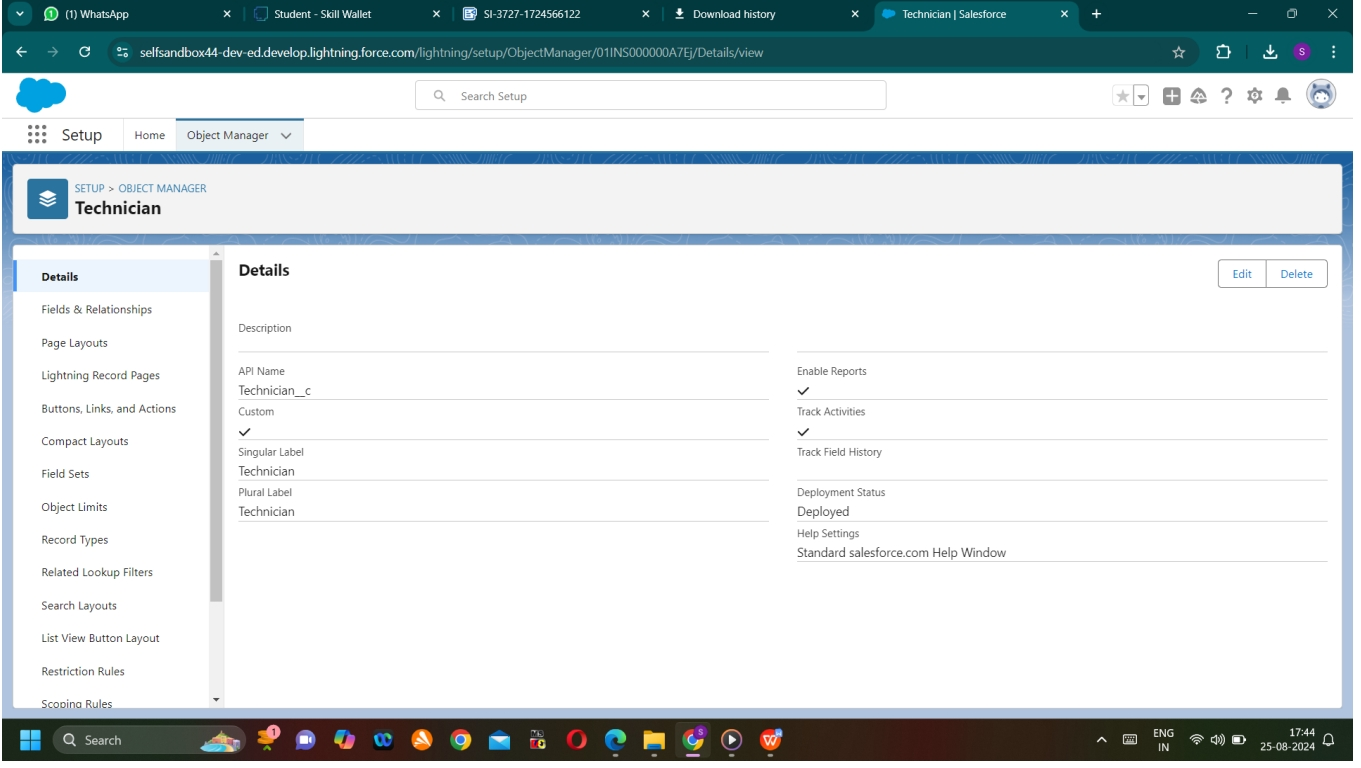 (1) WhatsApp
Student - Skill Wallet
SI-3727-1724566122
Download history
Technician | Salesforce
selfsandbox44-dev-ed.develop.lightning.force.com/lightning/setup/ObjectManager/01INS000000A7Ej/Details/view
S
Search Setup
Setup
Home
Object Manager
SETUP > OBJECT MANAGER
Technician
Details
Fields & Relationships
Page Layouts
Lightning Record Pages
Buttons, Links, and Actions
Compact Layouts
Field Sets
Object Limits
Record Types
Related Lookup Filters
Search Layouts
List View Button Layout
Restriction Rules
Scoping Rules
Details
Edit
Delete
Description
API Name
Technician__c
Custom
Singular Label
Technician
Plural Label
Technician
Enable Reports
Track Activities
Track Field History
Deployment Status
Deployed
Help Settings
Standard salesforce.com Help Window
Search
1
S
ENG
IN
17:44
25-08-2024